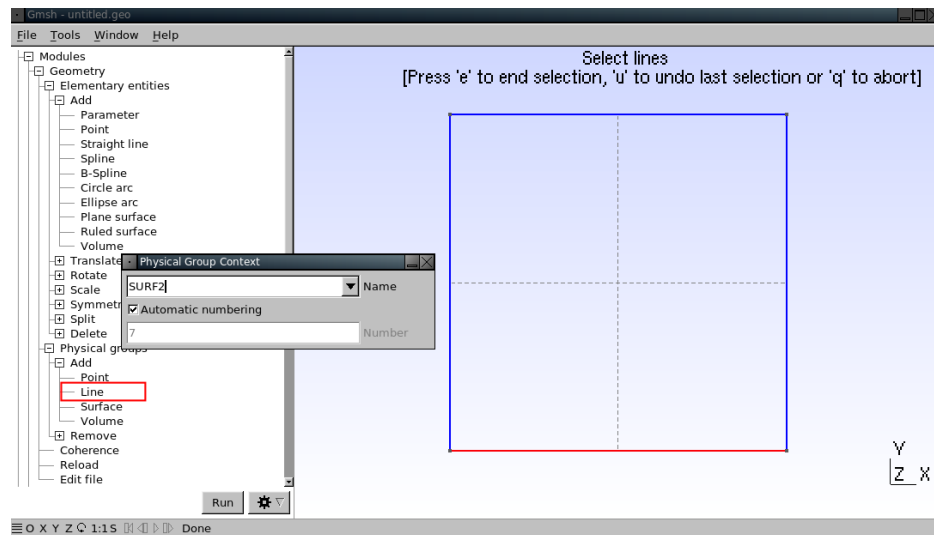 Gmsh - untitled.geo
File Tools Window Help
Modules
Geometry
Elementary entities
Add
Parameter
Point
Straight line
Spline
B-Spline
Circle arc
Ellipse arc
Plane surface
Ruled surface
Volume
Translate
Rotate
Scale
Symmetr
Split
Delete
Physical groups
Add
Point
Line
Surface
Volume
Remove
Coherence
Reload
Edit file
Run
Physical Group Context
SURF2 Name
Automatic numbering
7 Number
Select lines
[Press 'e' to end selection, 'u' to undo last selection or 'q' to abort]
Y
Z X
O X Y Z 1:1 S Done